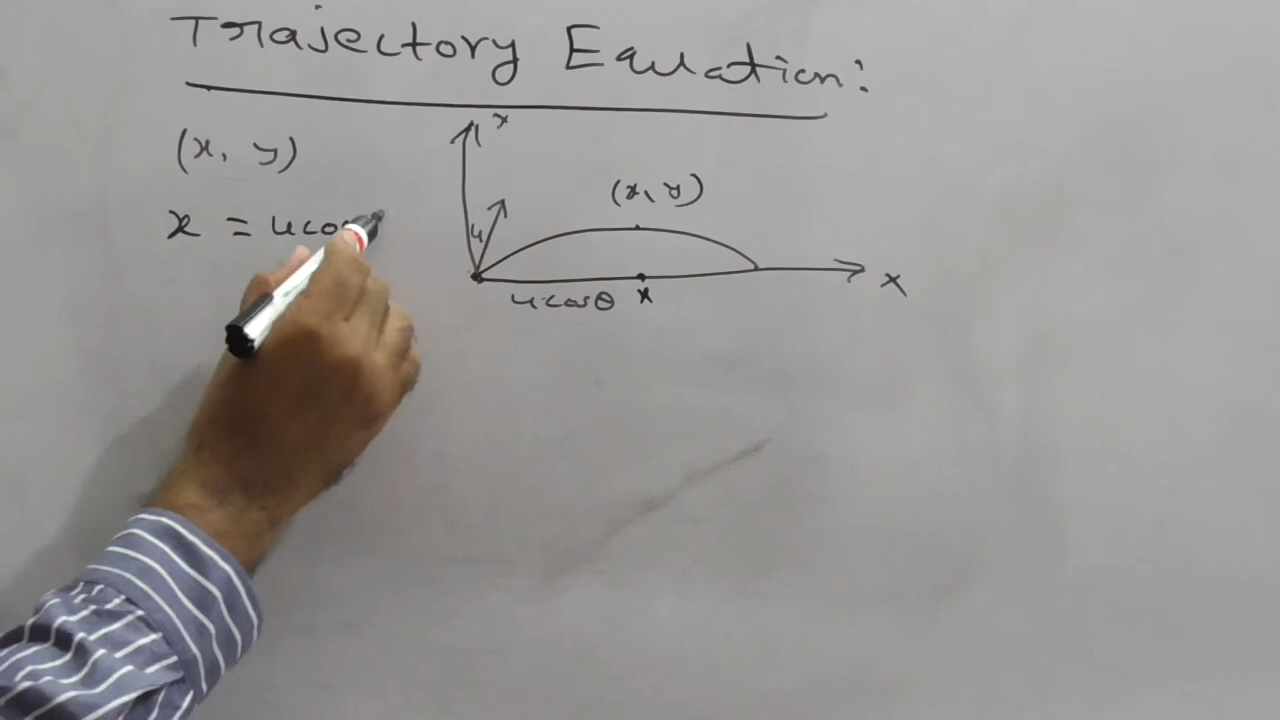 Trajectory Equation:
(x, y)
x = ucos
u
(x, y)
ucosθ
x
x